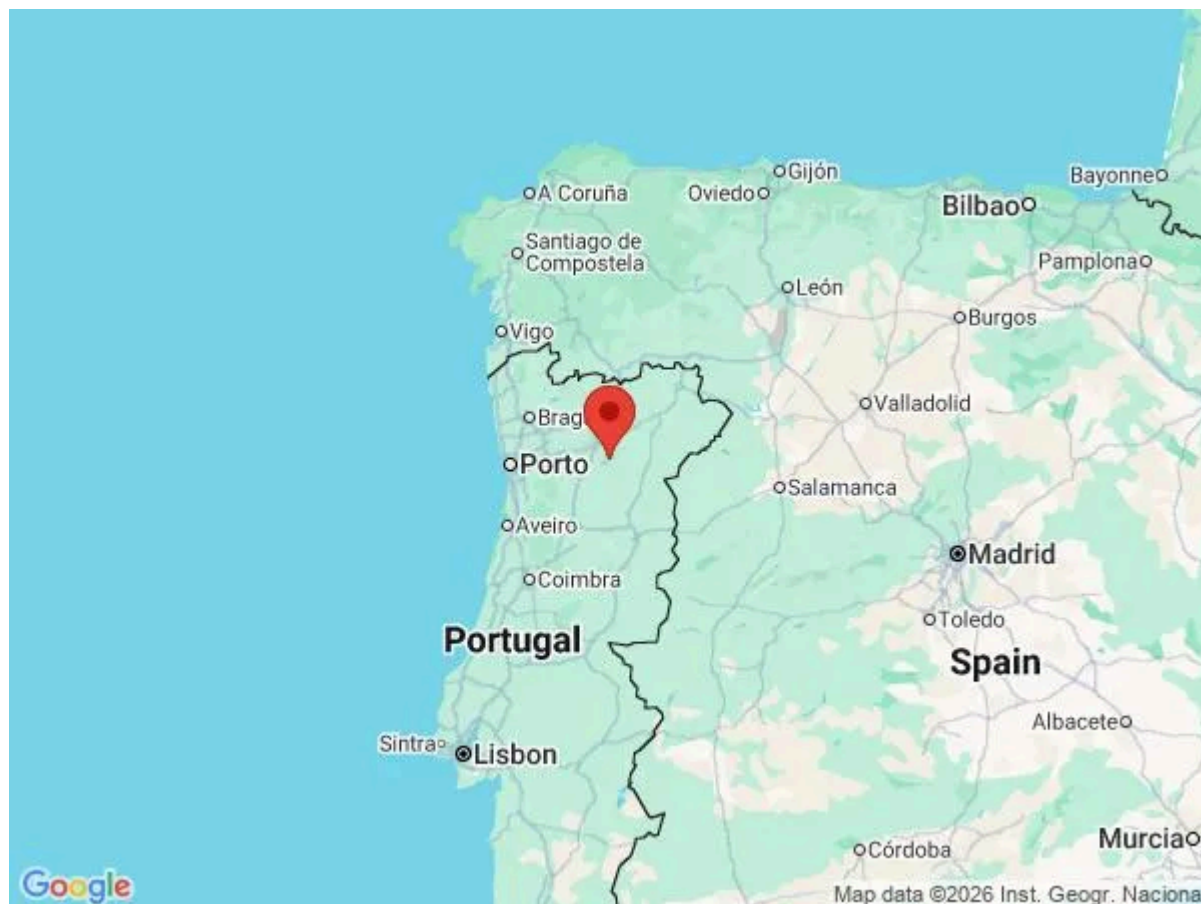 Gijón
Bayonne
A Coruña
Oviedo
Bilbao
Santiago de
Compostela
Pamplona
León
Burgos
Vigo
Valladolid
Brag
Porto
Salamanca
Aveiro
Madrid
Coimbra
Toledo
Portugal
Spain
Albacete
Sintra
Lisbon
Murcia
Córdoba
Google
Map data ©2026 Inst. Geogr. Naciona